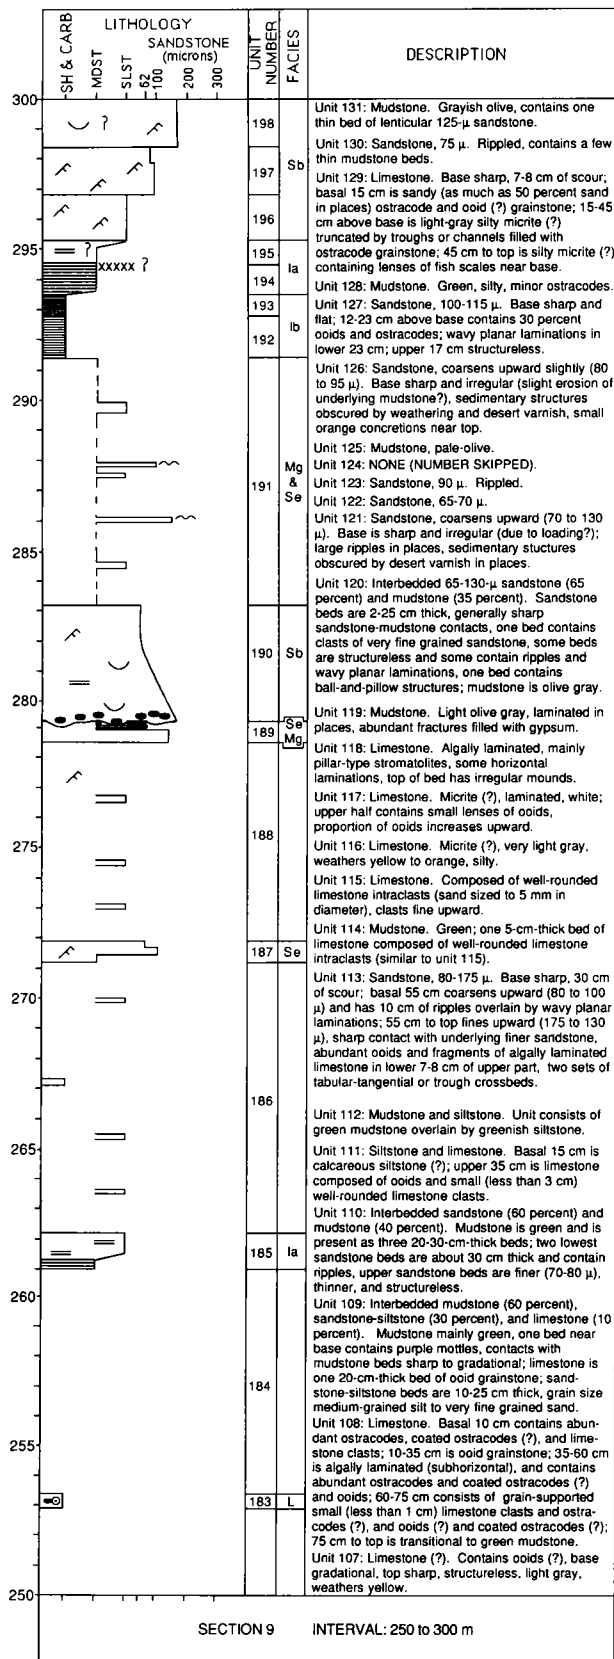 SH & CARB
LITHOLOGY
MDST
SLST
SANDSTONE
(microns)
62
100
200
300
UNIT
NUMBER
FACIES
DESCRIPTION
300
295
290
285
280
275
270
265
260
255
250
?
?
xxxxx ?
198
197
196
195
194
193
192
191
190
189
188
187
186
185
184
183
Sb
Ia
Ib
Mg
&
Se
Sb
Se
Mg
Se
Ia
L
Unit 131: Mudstone. Grayish olive, contains one
thin bed of lenticular 125-μ sandstone.
Unit 130: Sandstone, 75 μ. Rippled, contains a few
thin mudstone beds.
Unit 129: Limestone. Base sharp, 7-8 cm of scour;
basal 15 cm is sandy (as much as 50 percent sand
in places) ostracode and ooid (?) grainstone; 15-45
cm above base is light-gray silty micrite (?)
truncated by troughs or channels filled with
ostracode grainstone; 45 cm to top is silty micrite (?)
containing lenses of fish scales near base.
Unit 128: Mudstone. Green, silty, minor ostracodes.
Unit 127: Sandstone, 100-115 μ. Base sharp and
flat; 12-23 cm above base contains 30 percent
ooids and ostracodes; wavy planar laminations in
lower 23 cm; upper 17 cm structureless.
Unit 126: Sandstone, coarsens upward slightly (80
to 95 μ). Base sharp and irregular (slight erosion of
underlying mudstone?), sedimentary structures
obscured by weathering and desert varnish, small
orange concretions near top.
Unit 125: Mudstone, pale-olive.
Unit 124: NONE (NUMBER SKIPPED).
Unit 123: Sandstone, 90 μ. Rippled.
Unit 122: Sandstone, 65-70 μ.
Unit 121: Sandstone, coarsens upward (70 to 130
μ). Base is sharp and irregular (due to loading?);
large ripples in places, sedimentary stuctures
obscured by desert varnish in places.
Unit 120: Interbedded 65-130-μ sandstone (65
percent) and mudstone (35 percent). Sandstone
beds are 2-25 cm thick, generally sharp
sandstone-mudstone contacts, one bed contains
clasts of very fine grained sandstone, some beds
are structureless and some contain ripples and
wavy planar laminations, one bed contains
ball-and-pillow structures; mudstone is olive gray.
Unit 119: Mudstone. Light olive gray, laminated in
places, abundant fractures filled with gypsum.
Unit 118: Limestone. Algally laminated, mainly
pillar-type stromatolites, some horizontal
laminations, top of bed has irregular mounds.
Unit 117: Limestone. Micrite (?), laminated, white;
upper half contains small lenses of ooids,
proportion of ooids increases upward.
Unit 116: Limestone. Micrite (?), very light gray,
weathers yellow to orange, silty.
Unit 115: Limestone. Composed of well-rounded
limestone intraclasts (sand sized to 5 mm in
diameter), clasts fine upward.
Unit 114: Mudstone. Green; one 5-cm-thick bed of
limestone composed of well-rounded limestone
intraclasts (similar to unit 115).
Unit 113: Sandstone, 80-175 μ. Base sharp, 30 cm
of scour; basal 55 cm coarsens upward (80 to 100
μ) and has 10 cm of ripples overlain by wavy planar
laminations; 55 cm to top fines upward (175 to 130
μ), sharp contact with underlying finer sandstone,
abundant ooids and fragments of algally laminated
limestone in lower 7-8 cm of upper part, two sets of
tabular-tangential or trough crossbeds.
Unit 112: Mudstone and siltstone. Unit consists of
green mudstone overlain by greenish siltstone.
Unit 111: Siltstone and limestone. Basal 15 cm is
calcareous siltstone (?); upper 35 cm is limestone
composed of ooids and small (less than 3 cm)
well-rounded limestone clasts.
Unit 110: Interbedded sandstone (60 percent) and
mudstone (40 percent). Mudstone is green and is
present as three 20-30-cm-thick beds; two lowest
sandstone beds are about 30 cm thick and contain
ripples, upper sandstone beds are finer (70-80 μ),
thinner, and structureless.
Unit 109: Interbedded mudstone (60 percent),
sandstone-siltstone (30 percent), and limestone (10
percent). Mudstone mainly green, one bed near
base contains purple mottles, contacts with
mudstone beds sharp to gradational; limestone is
one 20-cm-thick bed of ooid grainstone; sand-
stone-siltstone beds are 10-25 cm thick, grain size
medium-grained silt to very fine grained sand.
Unit 108: Limestone. Basal 10 cm contains abun-
dant ostracodes, coated ostracodes (?), and lime-
stone clasts; 10-35 cm is ooid grainstone; 35-60 cm
is algally laminated (subhorizontal), and contains
abundant ostracodes and coated ostracodes (?)
and ooids; 60-75 cm consists of grain-supported
small (less than 1 cm) limestone clasts and ostra-
codes (?), and ooids (?) and coated ostracodes (?);
75 cm to top is transitional to green mudstone.
Unit 107: Limestone (?). Contains ooids (?), base
gradational, top sharp, structureless, light gray,
weathers yellow.
SECTION 9 INTERVAL: 250 to 300 m